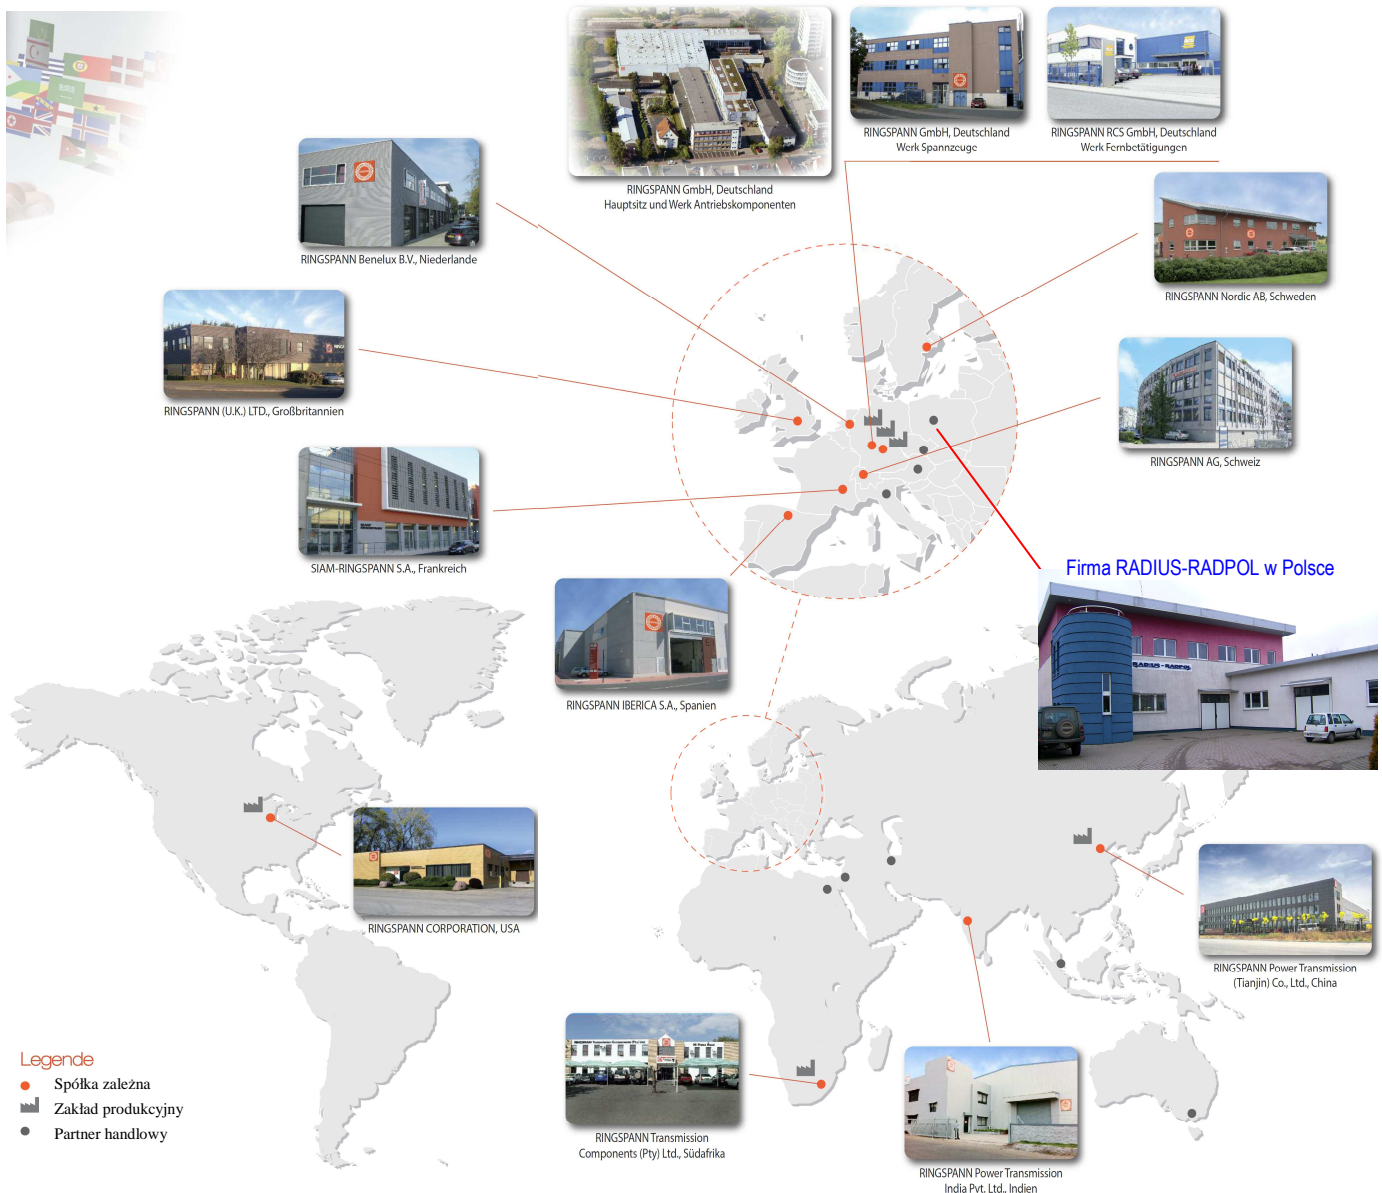 RINGSPANN GmbH, Deutschland
Hauptsitz und Werk Antriebskomponenten
RINGSPANN GmbH, Deutschland
Werk Spannzeuge
RINGSPANN RCS GmbH, Deutschland
Werk Fernbetätigungen
RINGSPANN Benelux B.V., Niederlande
RINGSPANN Nordic AB, Schweden
RINGSPANN (U.K.) LTD., Großbritannien
RINGSPANN AG, Schweiz
SIAM-RINGSPANN S.A., Frankreich
Firma RADIUS-RADPOL w Polsce
RADIUS-RADPOL
RINGSPANN IBERICA S.A., Spanien
RINGSPANN CORPORATION, USA
RINGSPANN Power Transmission
(Tianjin) Co., Ltd., China
Legende
Spółka zależna
Zakład produkcyjny
Partner handlowy
RINGSPANN Transmission
Components (Pty) Ltd., Südafrika
RINGSPANN Power Transmission
India Pvt. Ltd., Indien